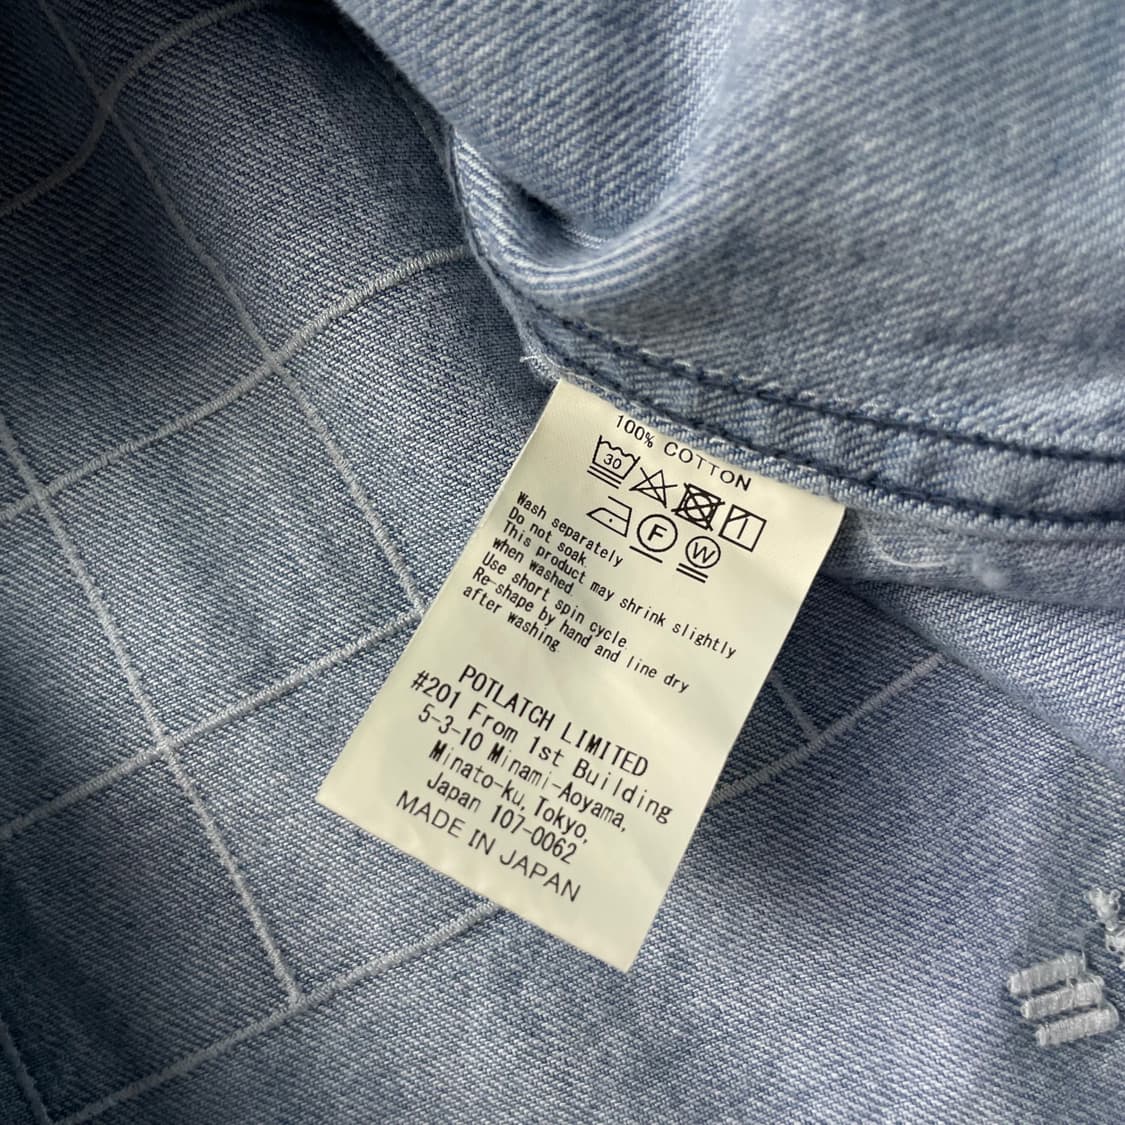 100% COTTON
30
F W
Wash separately
Do not soak.
This product may shrink slightly
when washed.
Use short spin cycle.
Re-shape by hand and line dry
after washing.
POTLATCH LIMITED
#201 From 1st Building
5-3-10 Minami-Aoyama,
Minato-ku, Tokyo,
Japan 107-0062
MADE IN JAPAN